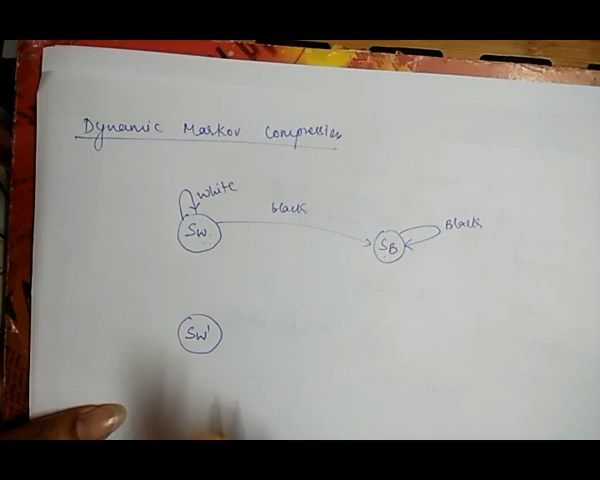 Dynamic Markov Compression
white
black
Black
Sw
SB
Sw'